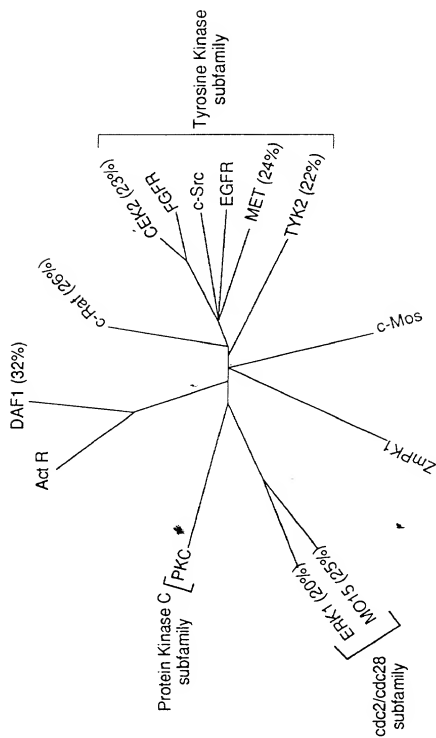 Tyrosine Kinase
subfamily
CEK2 (23%)
FGFR
c-Src
EGFR
MET (24%)
TYK2 (22%)
c-Raf (26%)
c-Mos
DAF1 (32%)
Act R
ZmPK1
PKC
Protein Kinase C
subfamily
ERK1 (20%)
MO15 (25%)
cdc2/cdc28
subfamily